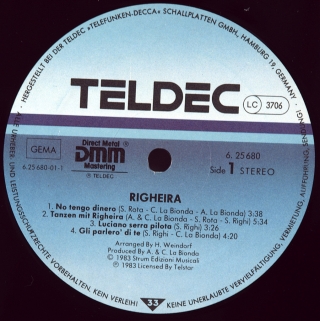 HERGESTELLT BEI DER TELDEC »TELEFUNKEN-DECCA« SCHALLPLATTEN GMBH, HAMBURG 19, GERMANY ·
TELDEC
LC 3706
GEMA
6.25 680-01-1
Direct Metal
DMM
Mastering
Ⓟ TELDEC
6. 25 680
Side 1 STEREO
RIGHEIRA
1. No tengo dinero (S. Rota - C. La Bionda - A. La Bionda) 3:38
2. Tanzen mit Righeira (A. & C. La Bionda - S. Rota - S. Righi) 5:34
3. Luciano serra pilota (S. Righi) 3:26
4. Gli parlero' di te (S. Righi - C. La Bionda) 4:20
Arranged by H. Weindorf
Produced by A. & C. La Bionda
© 1983 Strum Edizioni Musicali
Ⓟ 1983 Licensed By Telstar
UND LEISTUNGSSCHUTZRECHTE VORBEHALTEN. KEIN VERLEIH!
33
KEINE UNERLAUBTE VERVIELFÄLTIGUNG, VERMIETUNG, AUFFÜHRUNG,